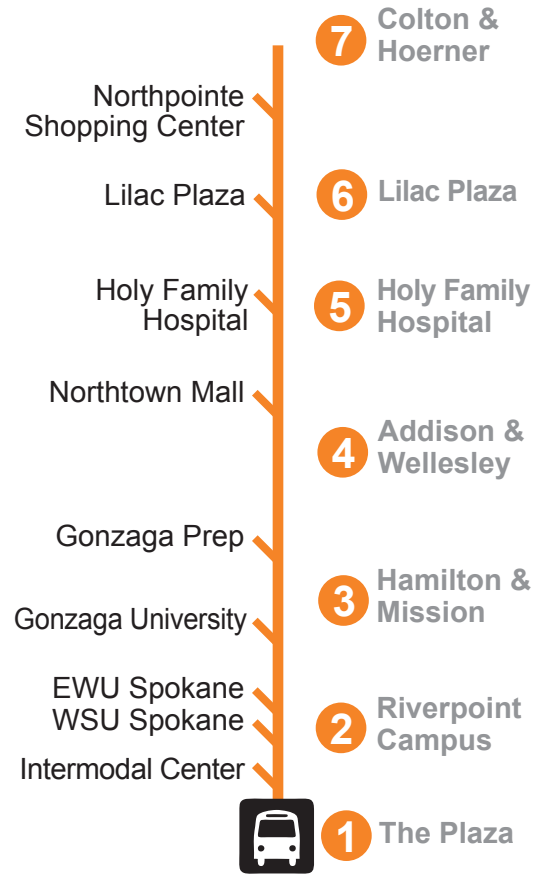 7
Colton &
Hoerner
Northpointe
Shopping Center
Lilac Plaza
6
Lilac Plaza
Holy Family
Hospital
5
Holy Family
Hospital
Northtown Mall
4
Addison &
Wellesley
Gonzaga Prep
3
Hamilton &
Mission
Gonzaga University
EWU Spokane
WSU Spokane
2
Riverpoint
Campus
Intermodal Center
1
The Plaza